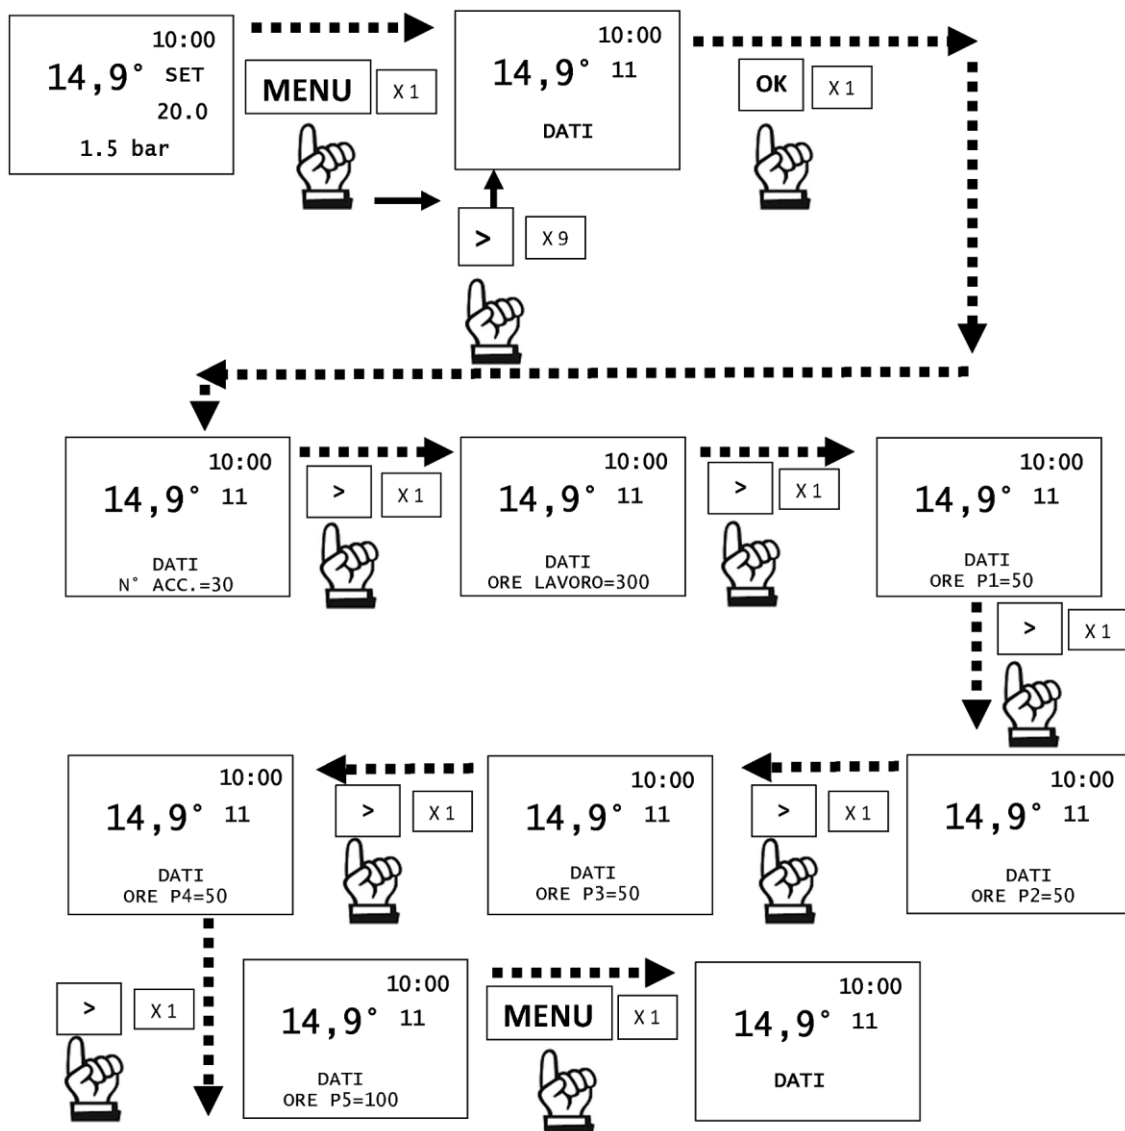 10:00
14,9° SET
20.0
1.5 bar
MENU
X 1
10:00
14,9° 11
DATI
OK
X 1
>
X 9
10:00
14,9° 11
DATI
N° ACC.=30
>
X 1
10:00
14,9° 11
DATI
ORE LAVORO=300
>
X 1
10:00
14,9° 11
DATI
ORE P1=50
>
X 1
10:00
14,9° 11
DATI
ORE P2=50
>
X 1
10:00
14,9° 11
DATI
ORE P3=50
>
X 1
10:00
14,9° 11
DATI
ORE P4=50
>
X 1
10:00
14,9° 11
DATI
ORE P5=100
MENU
X 1
10:00
14,9° 11
DATI